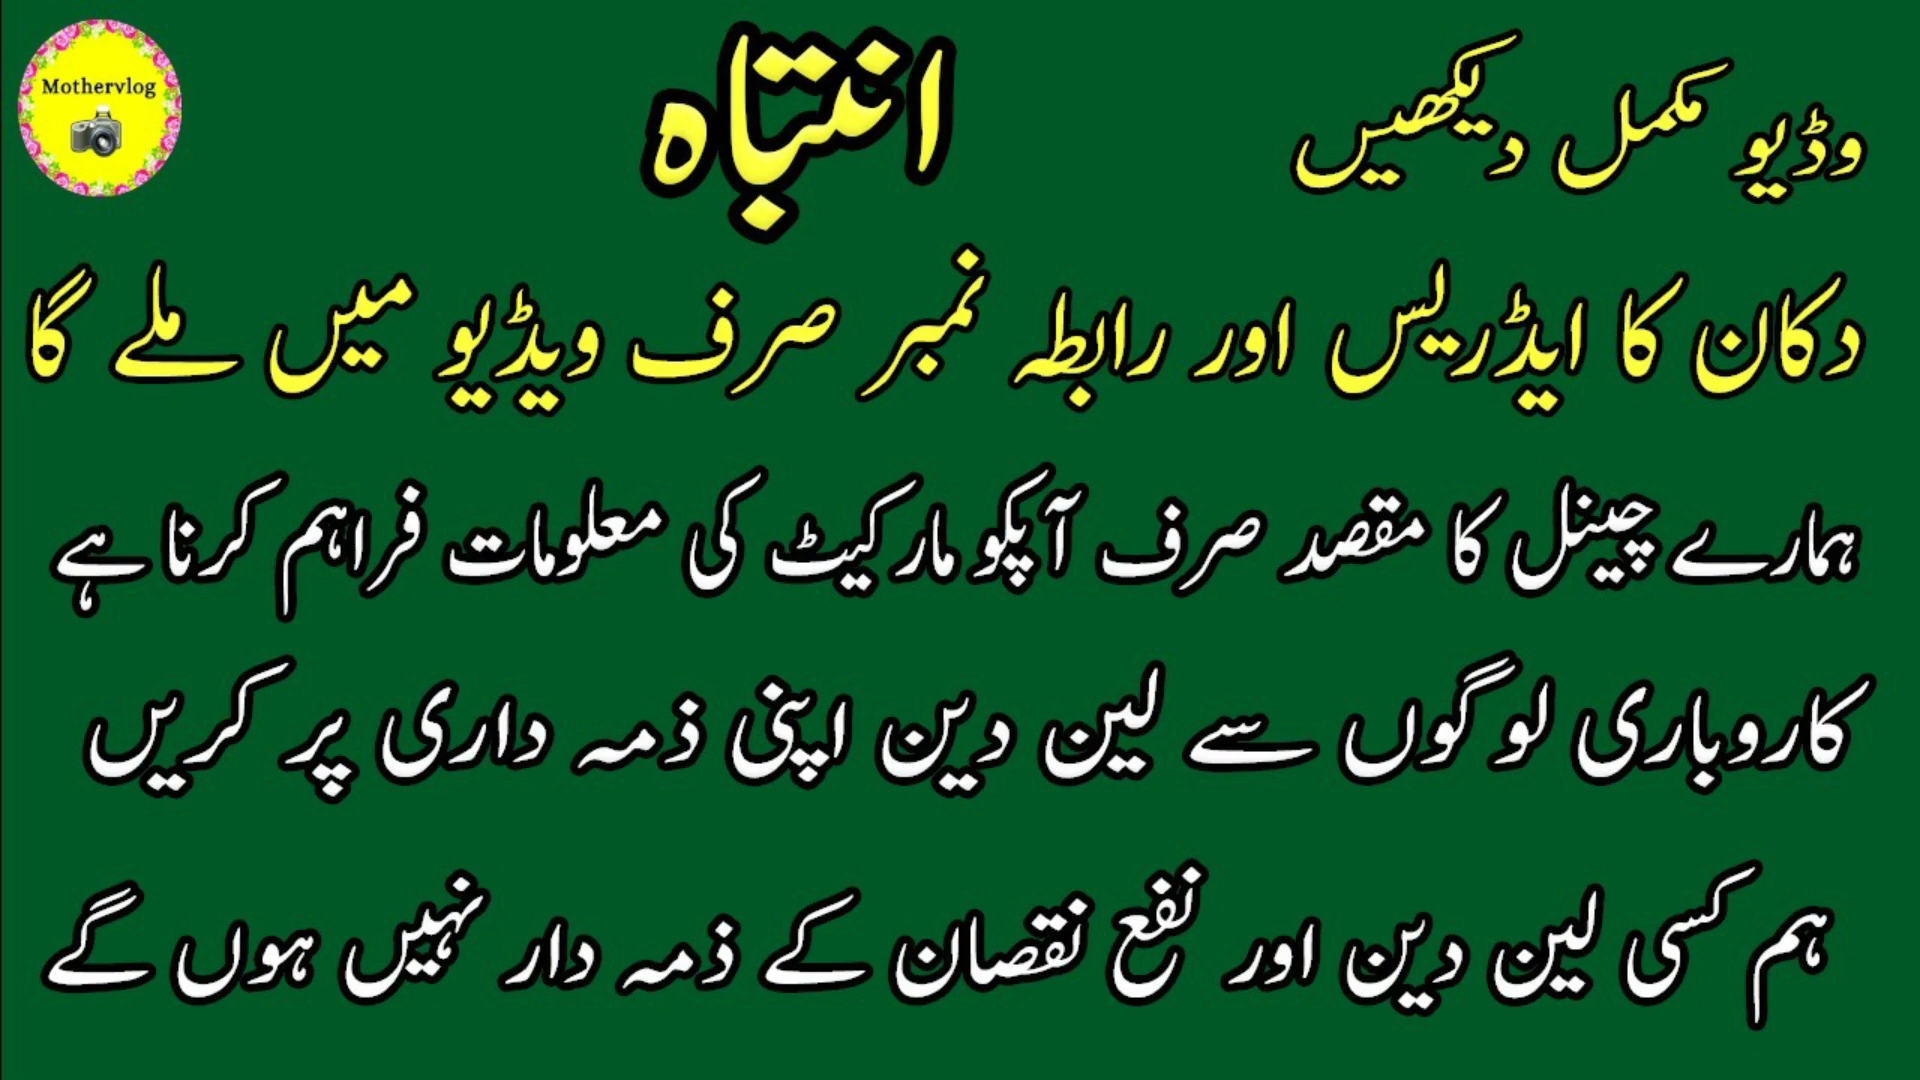 Mothervlog
انتباہ
وڈیو مکمل دیکھیں
دکان کا ایڈریس اور رابطہ نمبر صرف ویڈیو میں ملے گا
ہمارے چینل کا مقصد صرف آپکو مارکیٹ کی معلومات فراہم کرنا ہے
کاروباری لوگوں سے لین دین اپنی ذمہ داری پر کریں
ہم کسی لین دین اور نفع نقصان کے ذمہ دار نہیں ہوں گے